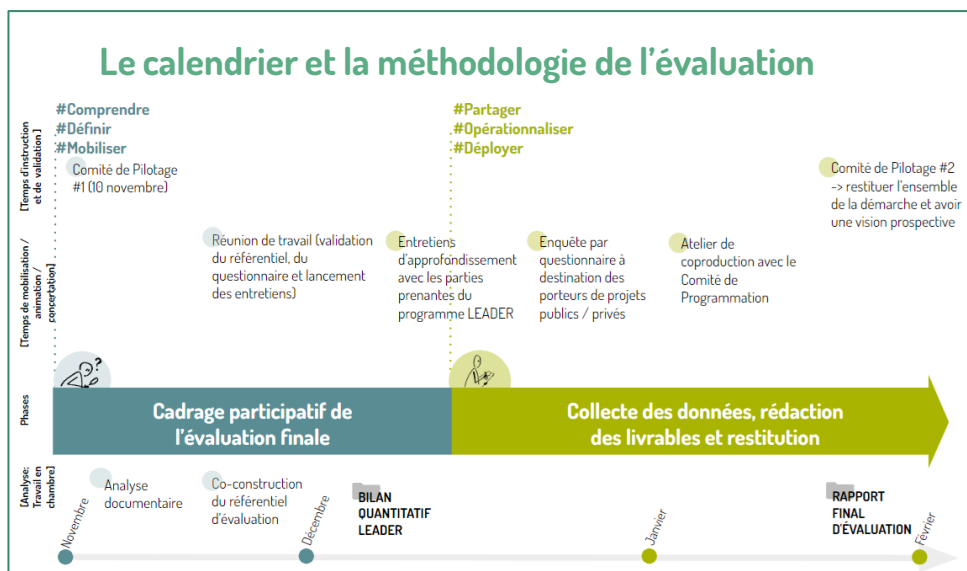 Le calendrier et la méthodologie de l'évaluation
[Temps d'instruction
et de validation]
#Comprendre
#Définir
#Mobiliser
#Partager
#Opérationnaliser
#Déployer
Comité de Pilotage
#1 (10 novembre)
Comité de Pilotage #2
-> restituer l'ensemble
de la démarche et avoir
une vision prospective
[Temps de mobilisation /
animation /
concertation]
Réunion de travail (validation
du référentiel, du
questionnaire et lancement
des entretiens)
Entretiens
d'approfondissement
avec les parties
prenantes du
programme LEADER
Enquête par
questionnaire à
destination des
porteurs de projets
publics / privés
Atelier de
coproduction avec le
Comité de
Programmation
?
Phases
Cadrage participatif de
l'évaluation finale
Collecte des données, rédaction
des livrables et restitution
[Analyse;
Travail en
chambre]
Analyse
documentaire
Co-construction
du référentiel
d'évaluation
BILAN
QUANTITATIF
LEADER
RAPPORT
FINAL
D'ÉVALUATION
Novembre
Décembre
Janvier
Février